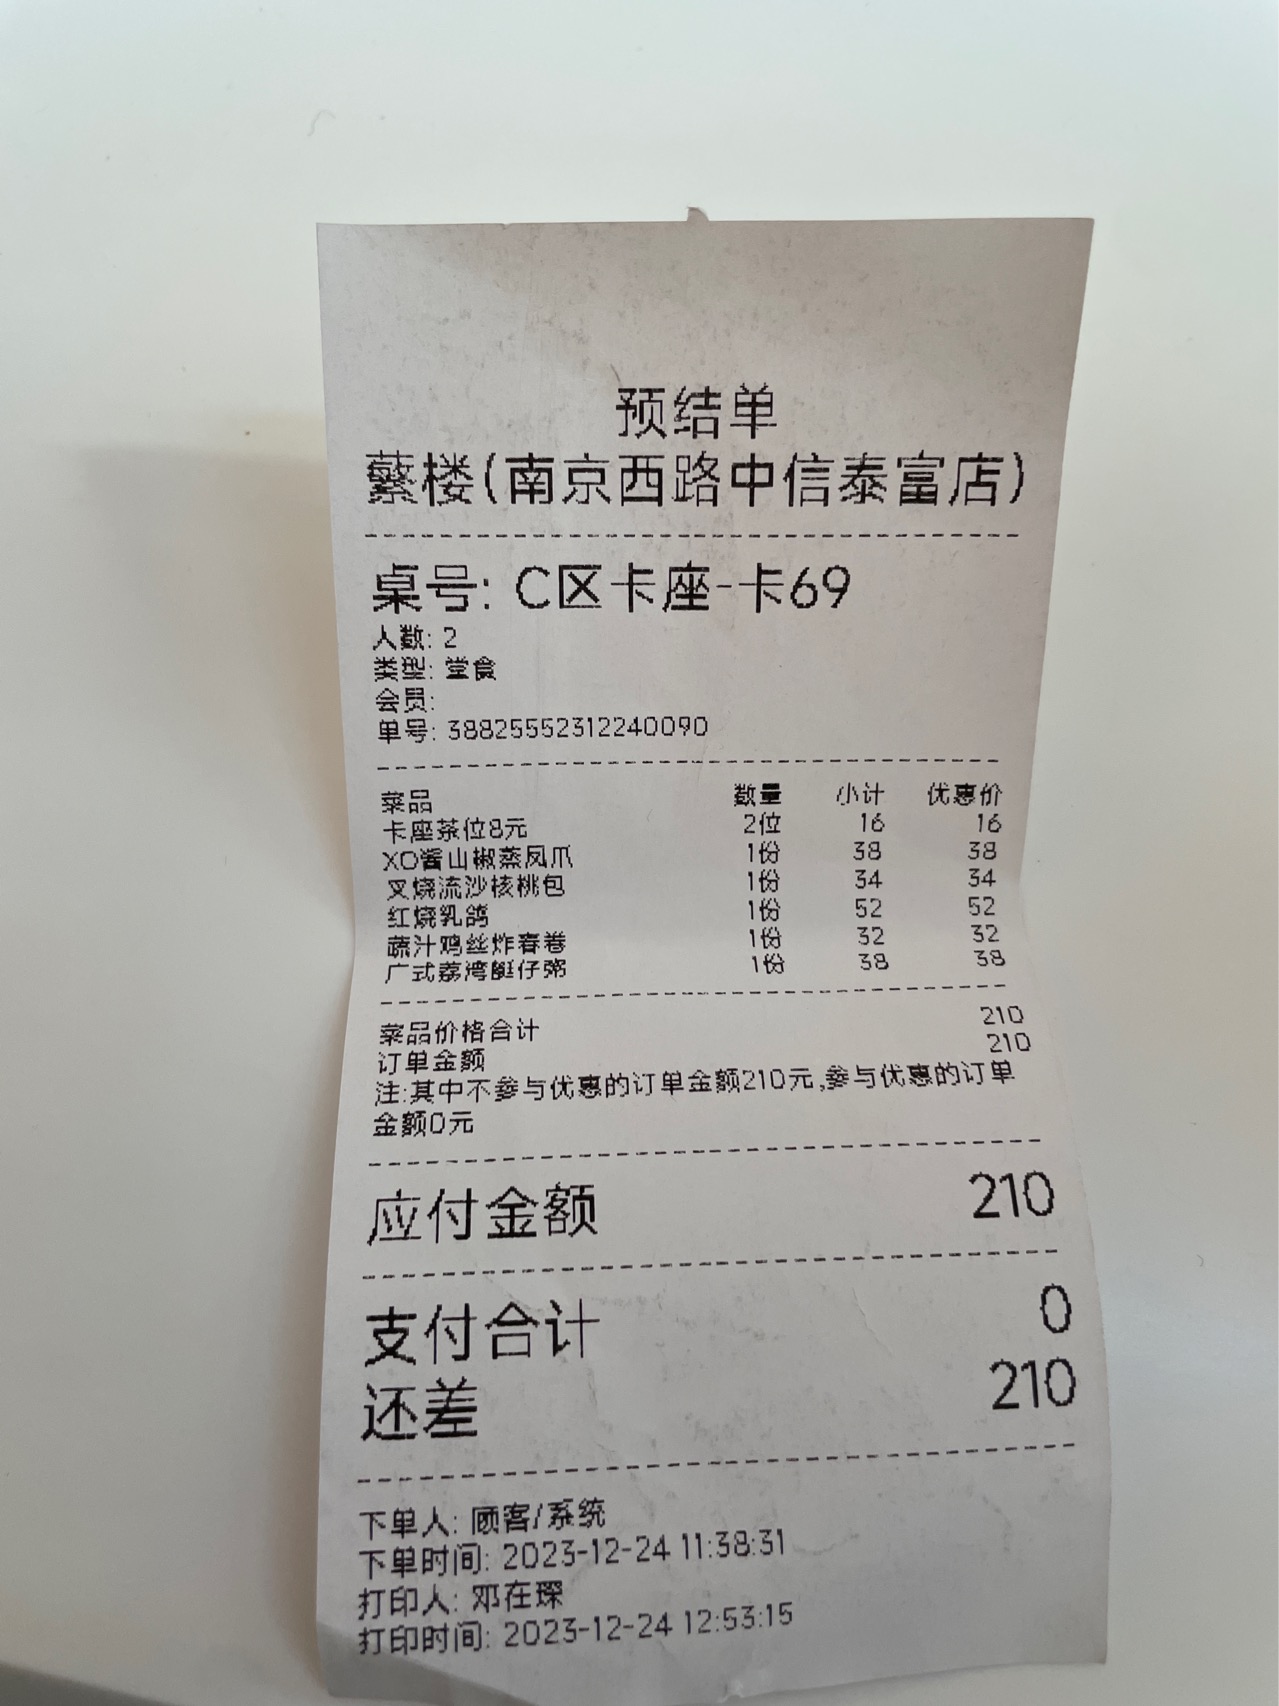 预结单
蘩楼(南京西路中信泰富店)
桌号: C区卡座-卡69
人数: 2
类型: 堂食
会员:
单号: 38825552312240090
菜品 数量 小计 优惠价
卡座茶位8元 2位 16 16
XO酱山椒蒸凤爪 1份 38 38
叉烧流沙核桃包 1份 34 34
红烧乳鸽 1份 52 52
蔬汁鸡丝炸春卷 1份 32 32
广式荔湾艇仔粥 1份 38 38
菜品价格合计 210
订单金额 210
注:其中不参与优惠的订单金额210元,参与优惠的订单
金额0元
应付金额 210
支付合计 0
还差 210
下单人: 顾客/系统
下单时间: 2023-12-24 11:38:31
打印人: 邓在琛
打印时间: 2023-12-24 12:53:15